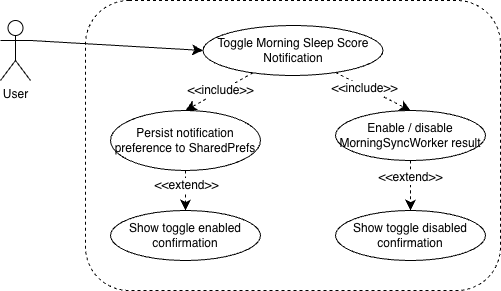 Toggle Morning Sleep Score
Notification
User
<<include>>
<<include>>
Persist notification
preference to SharedPrefs
Enable / disable
MorningSyncWorker result
<<extend>>
<<extend>>
Show toggle enabled
confirmation
Show toggle disabled
confirmation